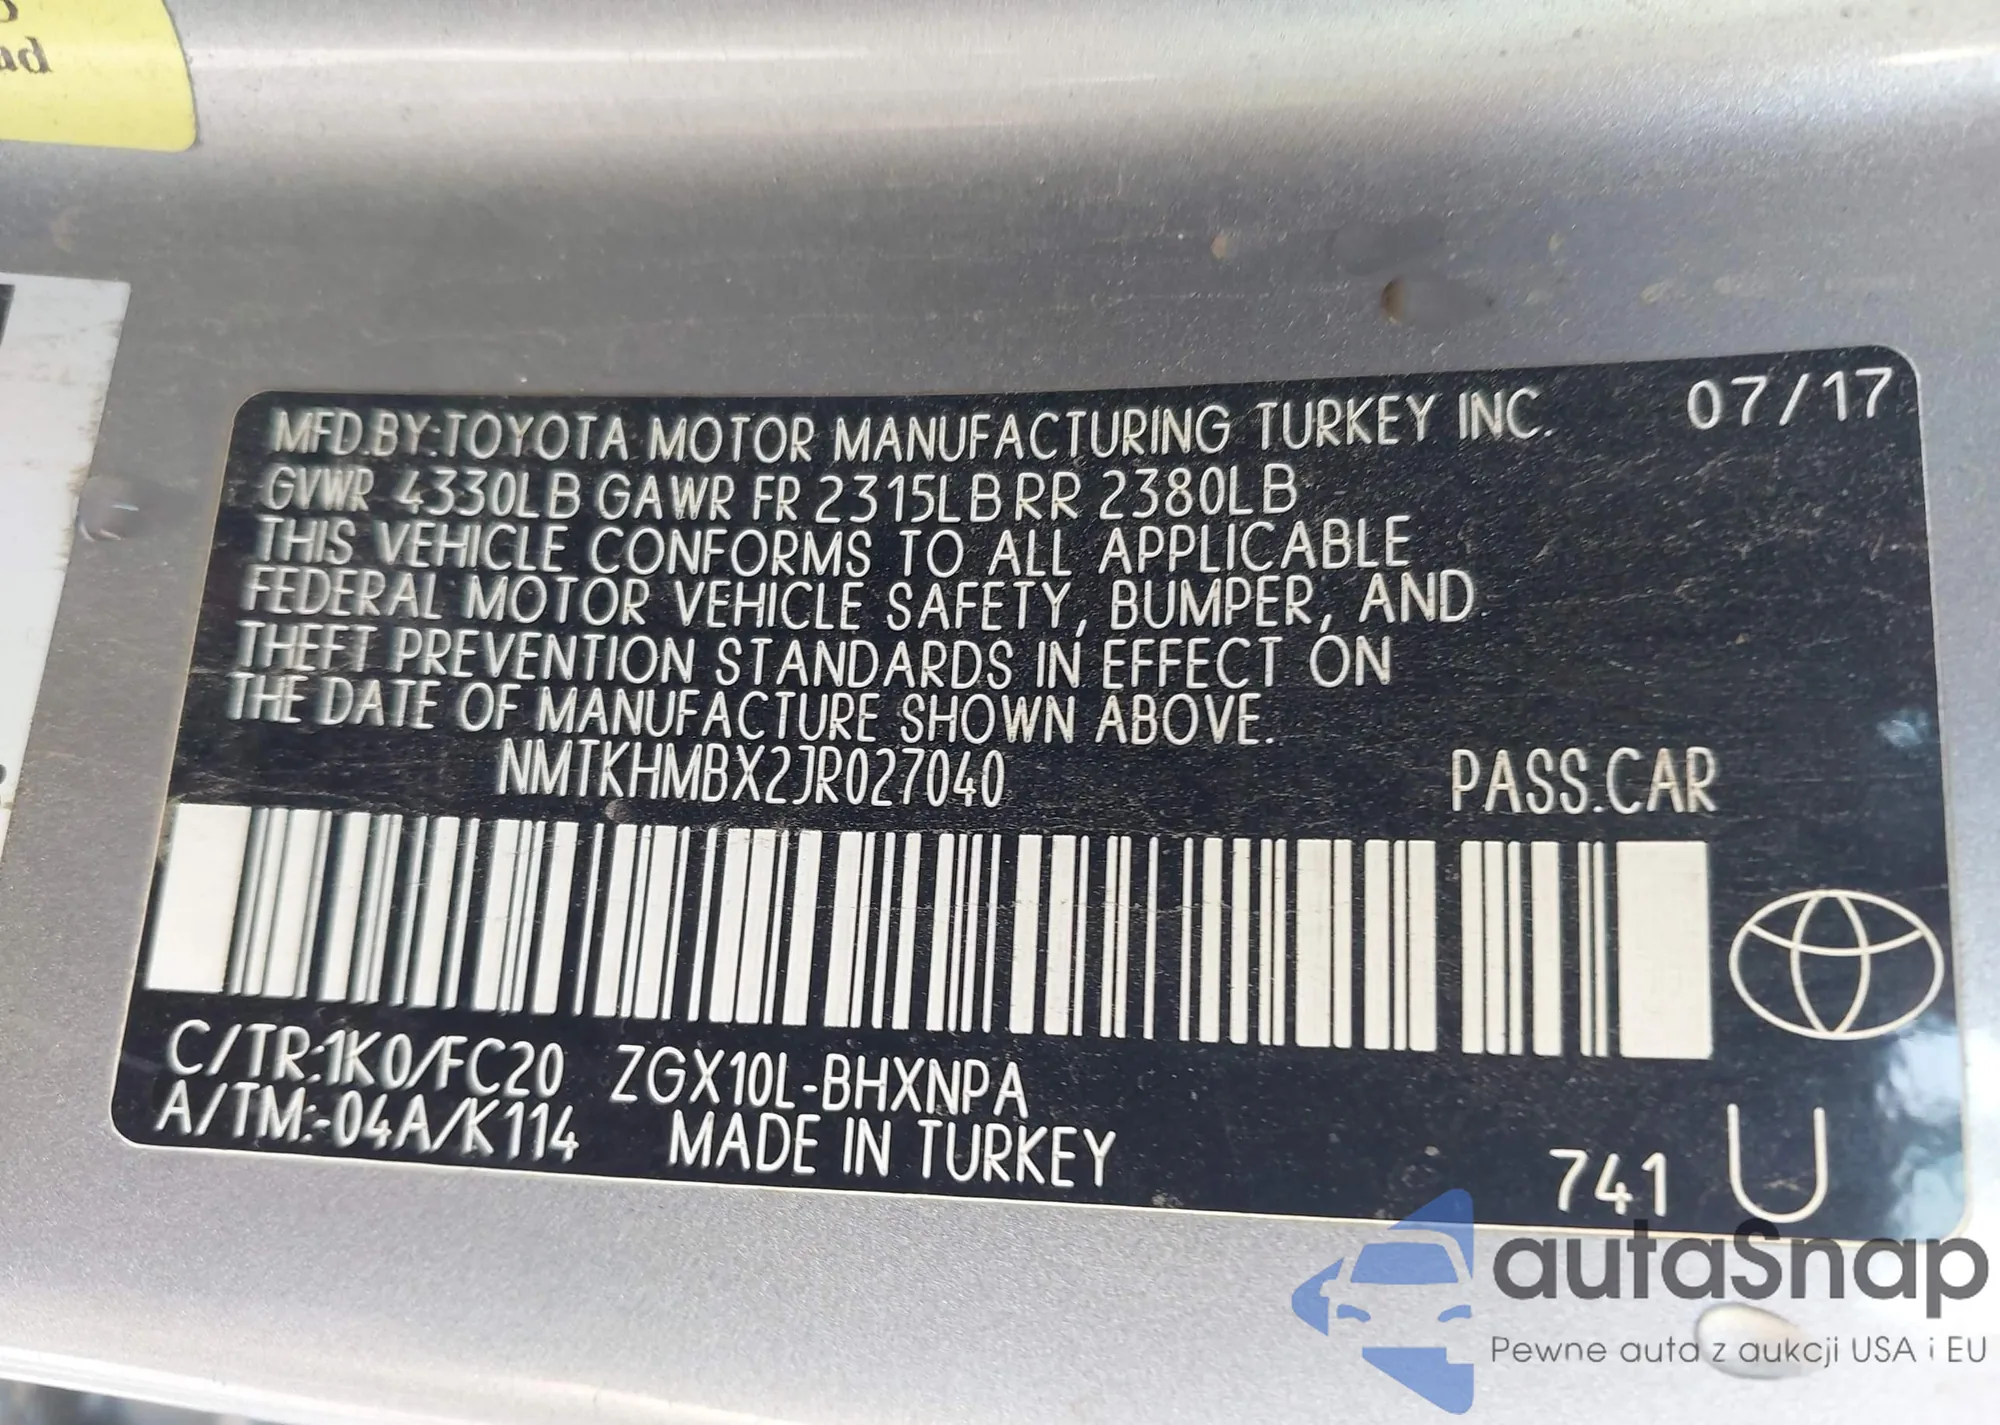 ad
MFD.BY:TOYOTA MOTOR MANUFACTURING TURKEY INC. 07/17
GVWR 4330LB GAWR FR 2315LB RR 2380LB
THIS VEHICLE CONFORMS TO ALL APPLICABLE
FEDERAL MOTOR VEHICLE SAFETY, BUMPER, AND
THEFT PREVENTION STANDARDS IN EFFECT ON
THE DATE OF MANUFACTURE SHOWN ABOVE.
NMTKHMBX2JR027040 PASS.CAR
C/TR:1K0/FC20 ZGX10L-BHXNPA
A/TM:-04A/K114 MADE IN TURKEY 741 U
autoSnap
Pewne auta z aukcji USA i EU